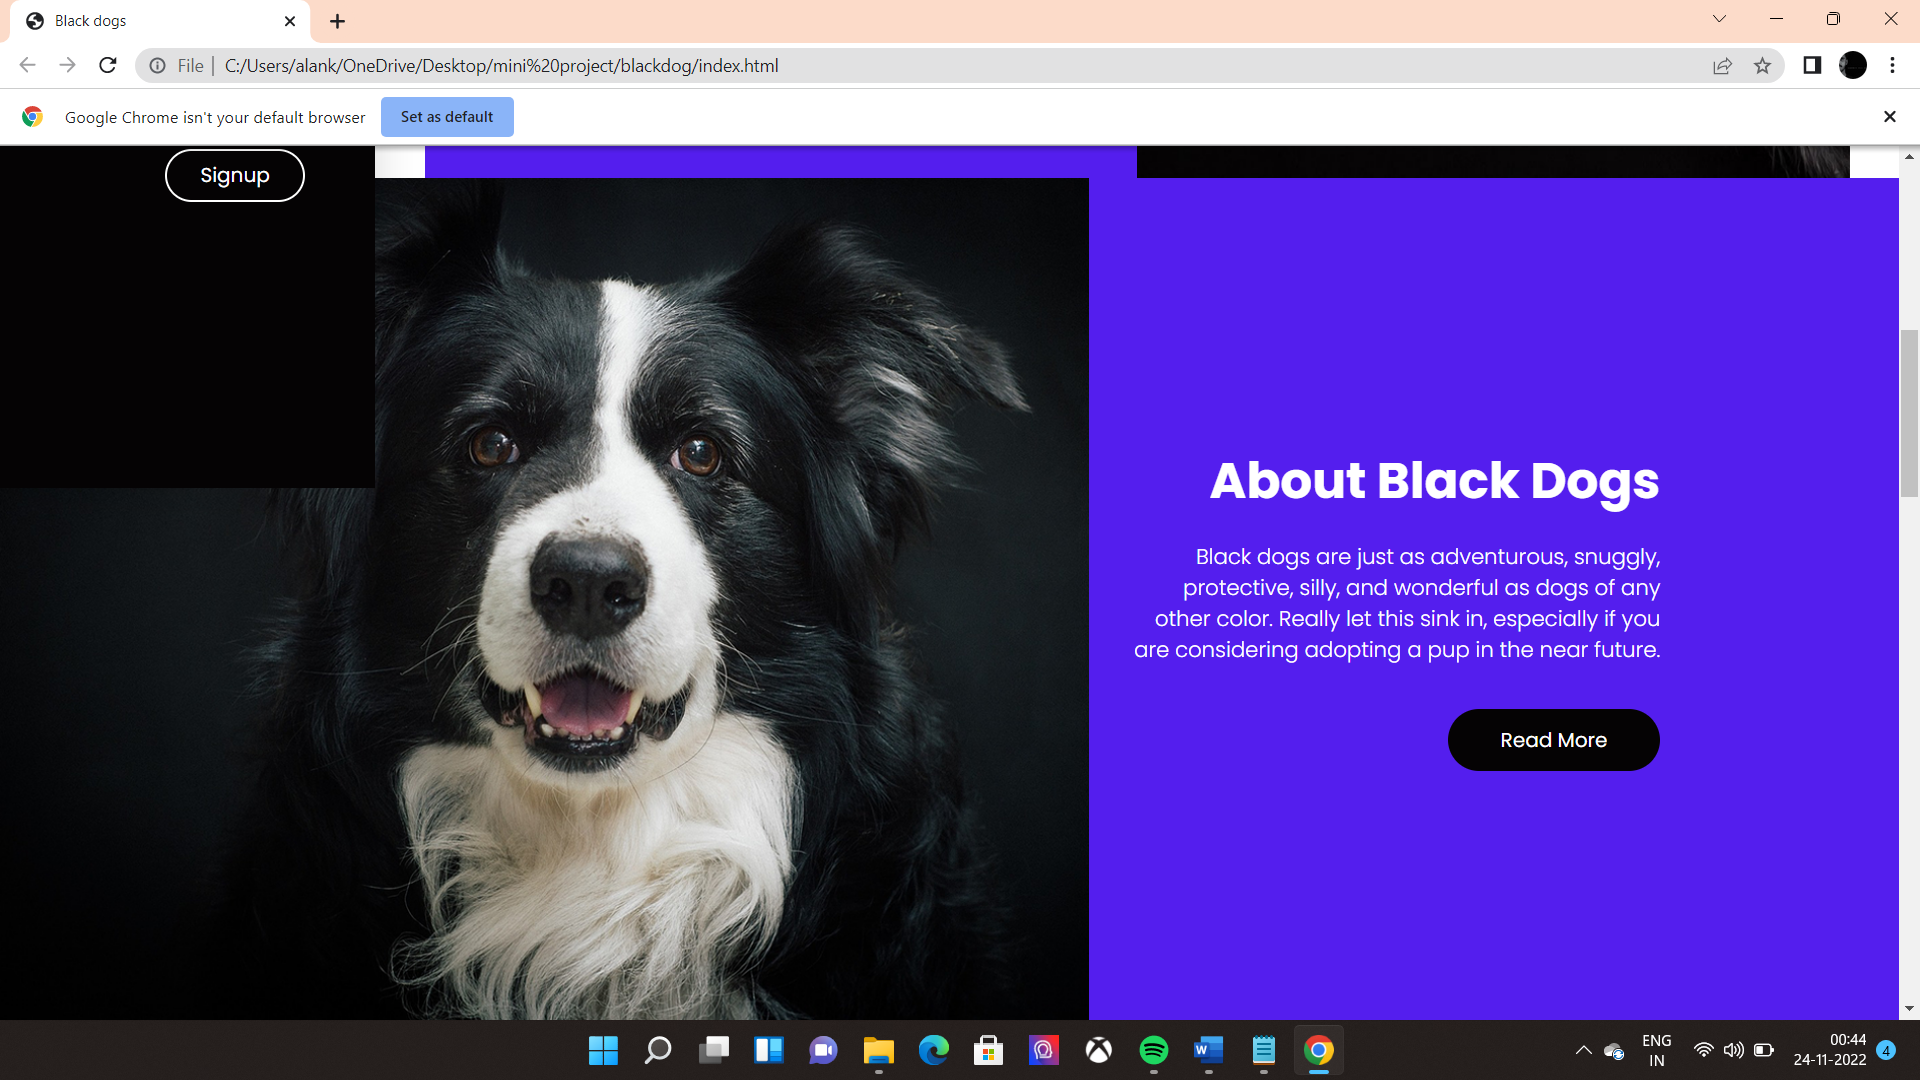 Black dogs
File
C:/Users/alank/OneDrive/Desktop/mini%20project/blackdog/index.html
Google Chrome isn't your default browser
Set as default
Signup
About Black Dogs
Black dogs are just as adventurous, snuggly,
protective, silly, and wonderful as dogs of any
other color. Really let this sink in, especially if you
are considering adopting a pup in the near future.
Read More
W
ENG
IN
00:44
24-11-2022
4